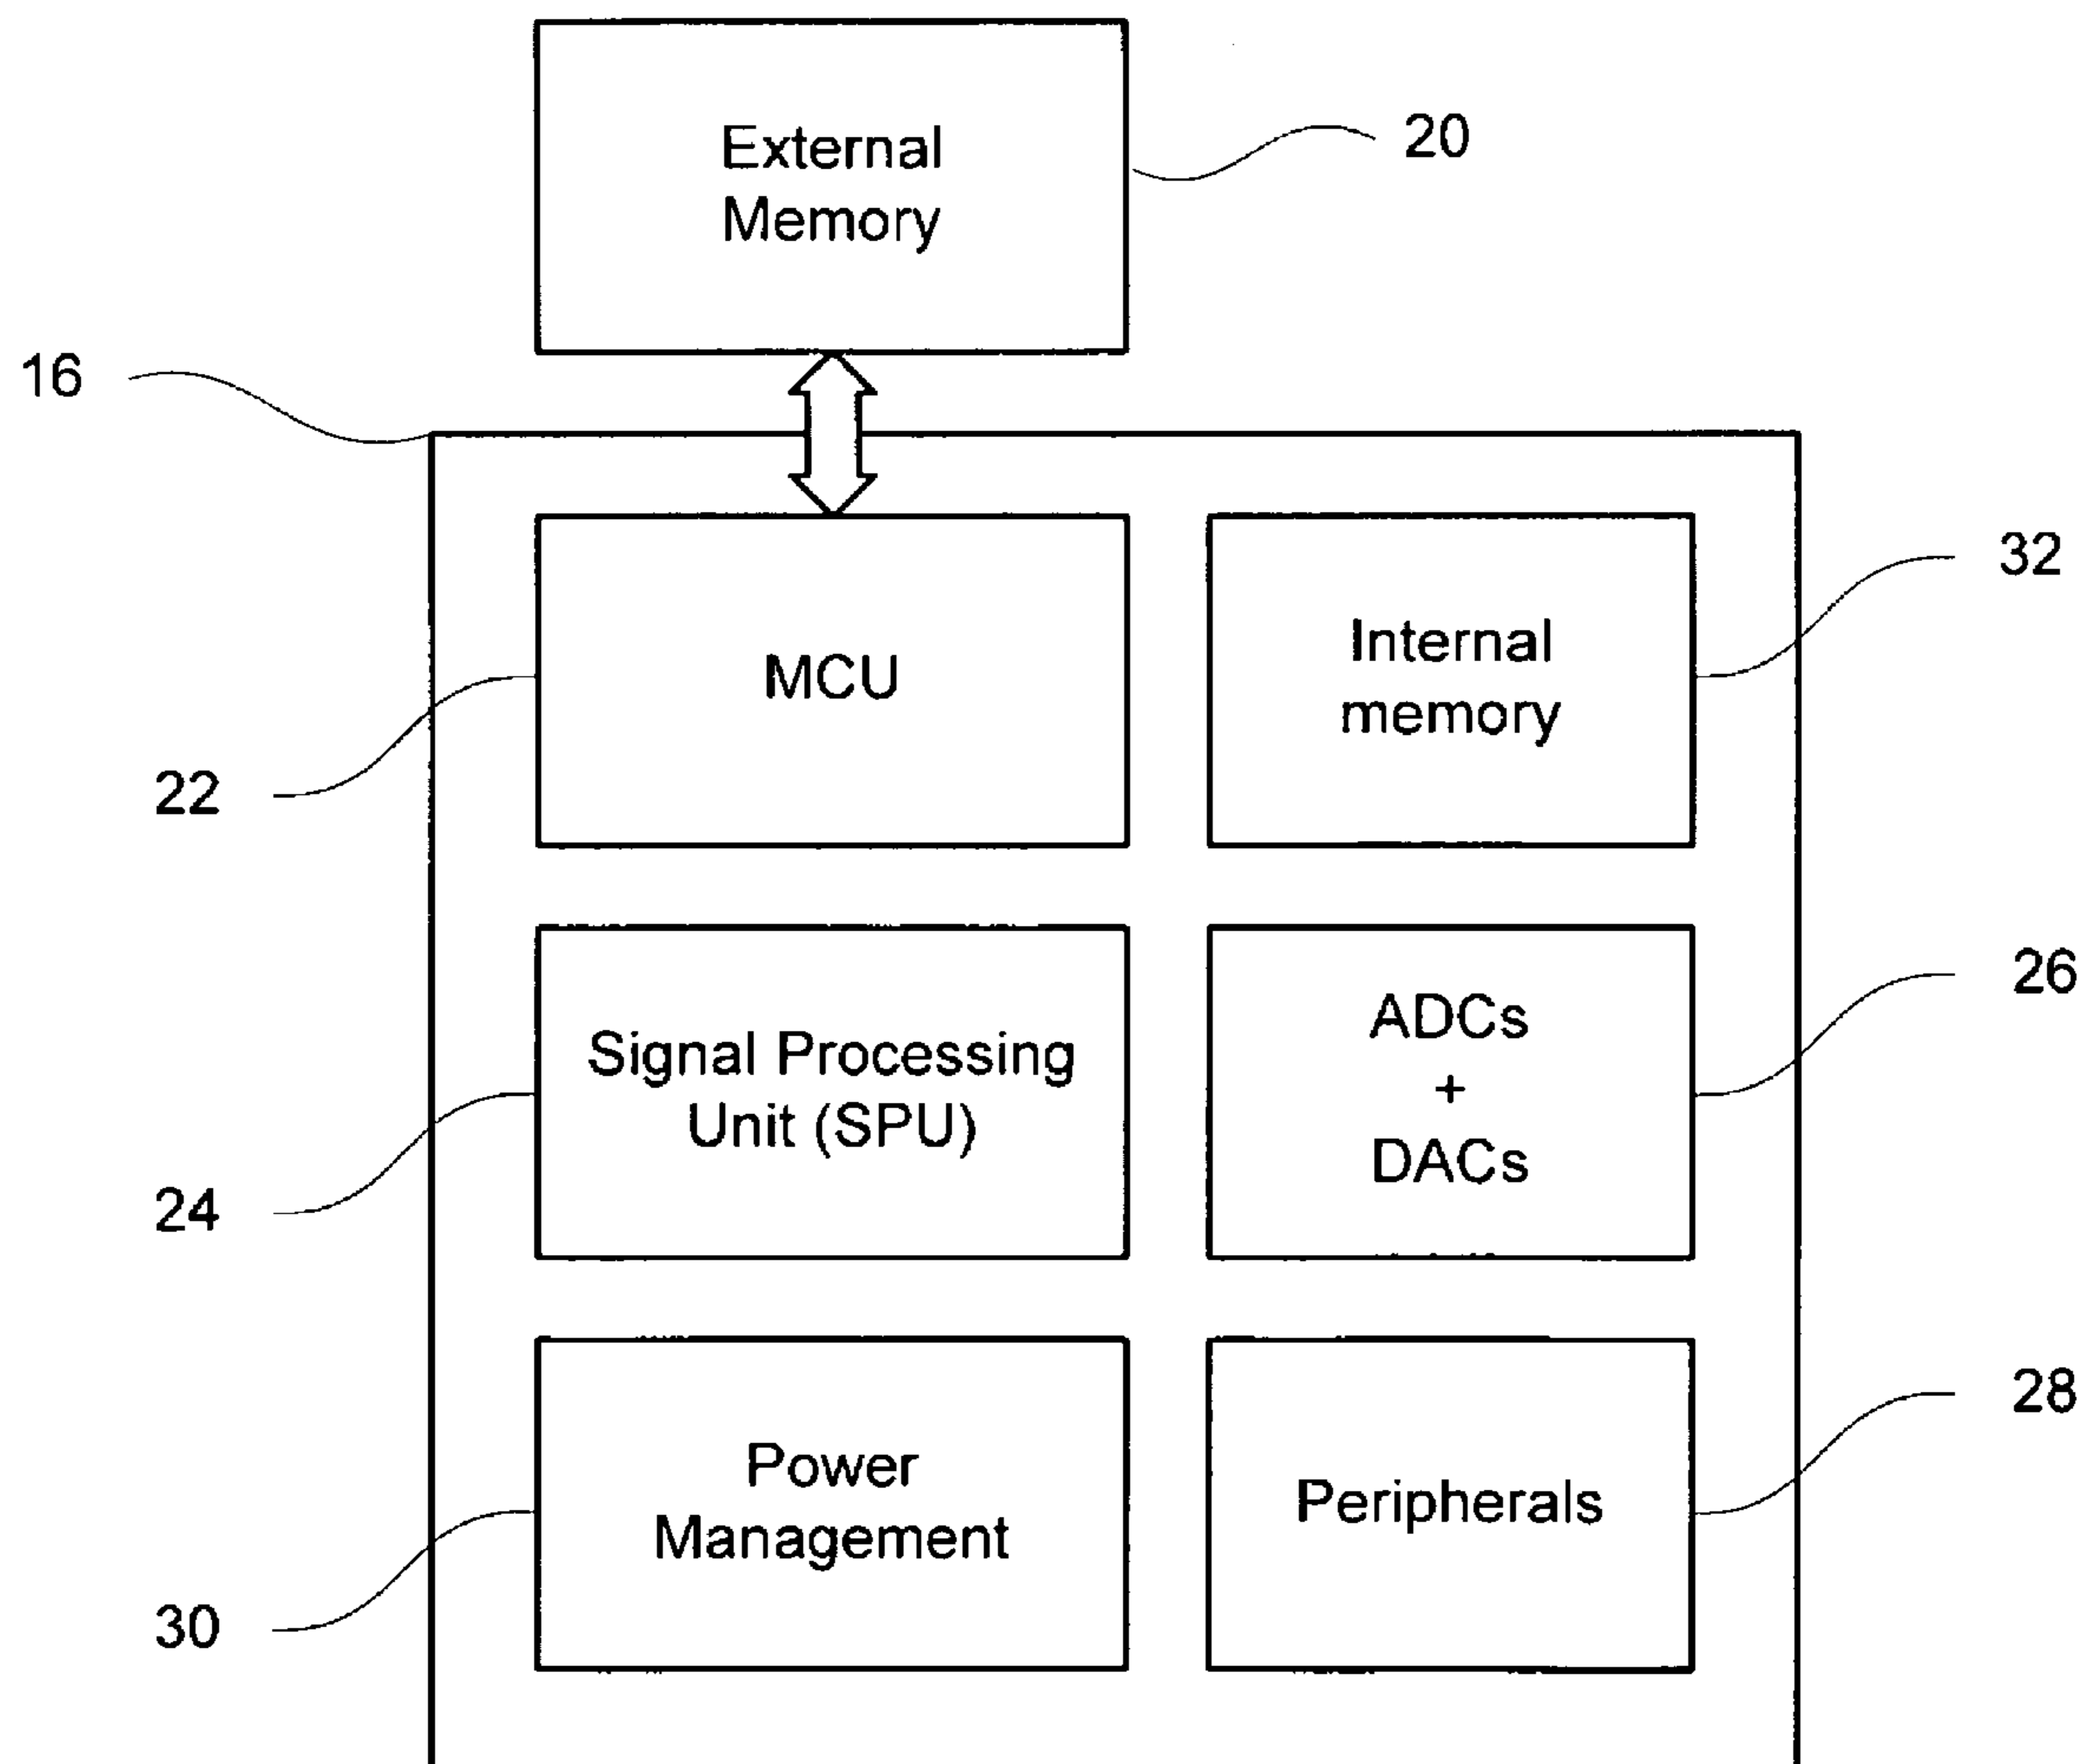 External
Memory
20
16
MCU
22
Internal
memory
32
Signal Processing
Unit (SPU)
24
ADCs
+
DACs
26
Power
Management
30
Peripherals
28